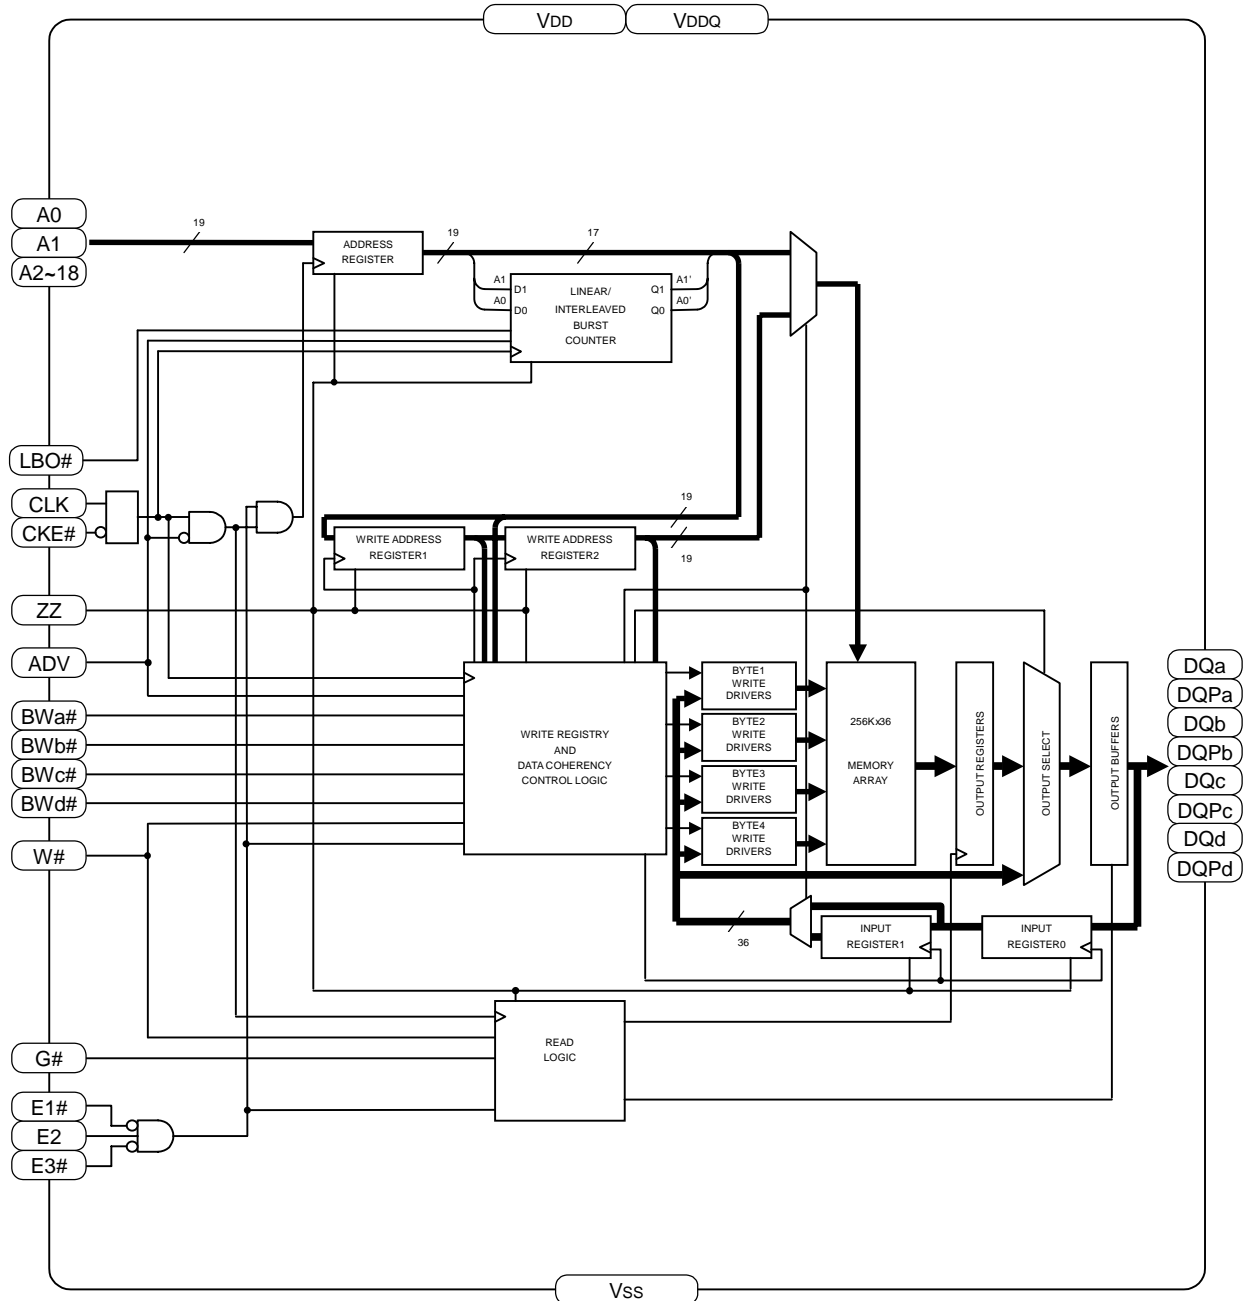 VDD
VDDQ
A0
A1
A2~18
19
ADDRESS
REGISTER
19
17
A1
A0
D1
D0
LINEAR/
INTERLEAVED
BURST
COUNTER
Q1
Q0
A1'
A0'
LBO#
CLK
CKE#
19
19
WRITE ADDRESS
REGISTER1
WRITE ADDRESS
REGISTER2
ZZ
ADV
BWa#
BWb#
BWc#
BWd#
W#
WRITE REGISTRY
AND
DATA COHERENCY
CONTROL LOGIC
BYTE1
WRITE
DRIVERS
BYTE2
WRITE
DRIVERS
BYTE3
WRITE
DRIVERS
BYTE4
WRITE
DRIVERS
256Kx36
MEMORY
ARRAY
OUTPUT REGISTERS
OUTPUT SELECT
OUTPUT BUFFERS
DQa
DQPa
DQb
DQPb
DQc
DQPc
DQd
DQPd
36
INPUT
REGISTER1
INPUT
REGISTER0
READ
LOGIC
G#
E1#
E2
E3#
VSS